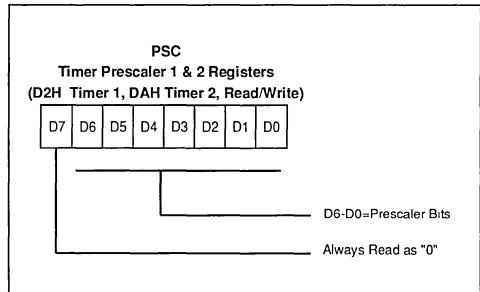 PSC
Timer Prescaler 1 & 2 Registers
(D2H Timer 1, DAH Timer 2, Read/Write)
D7 D6 D5 D4 D3 D2 D1 D0
D6-D0=Prescaler Bits
Always Read as "0"